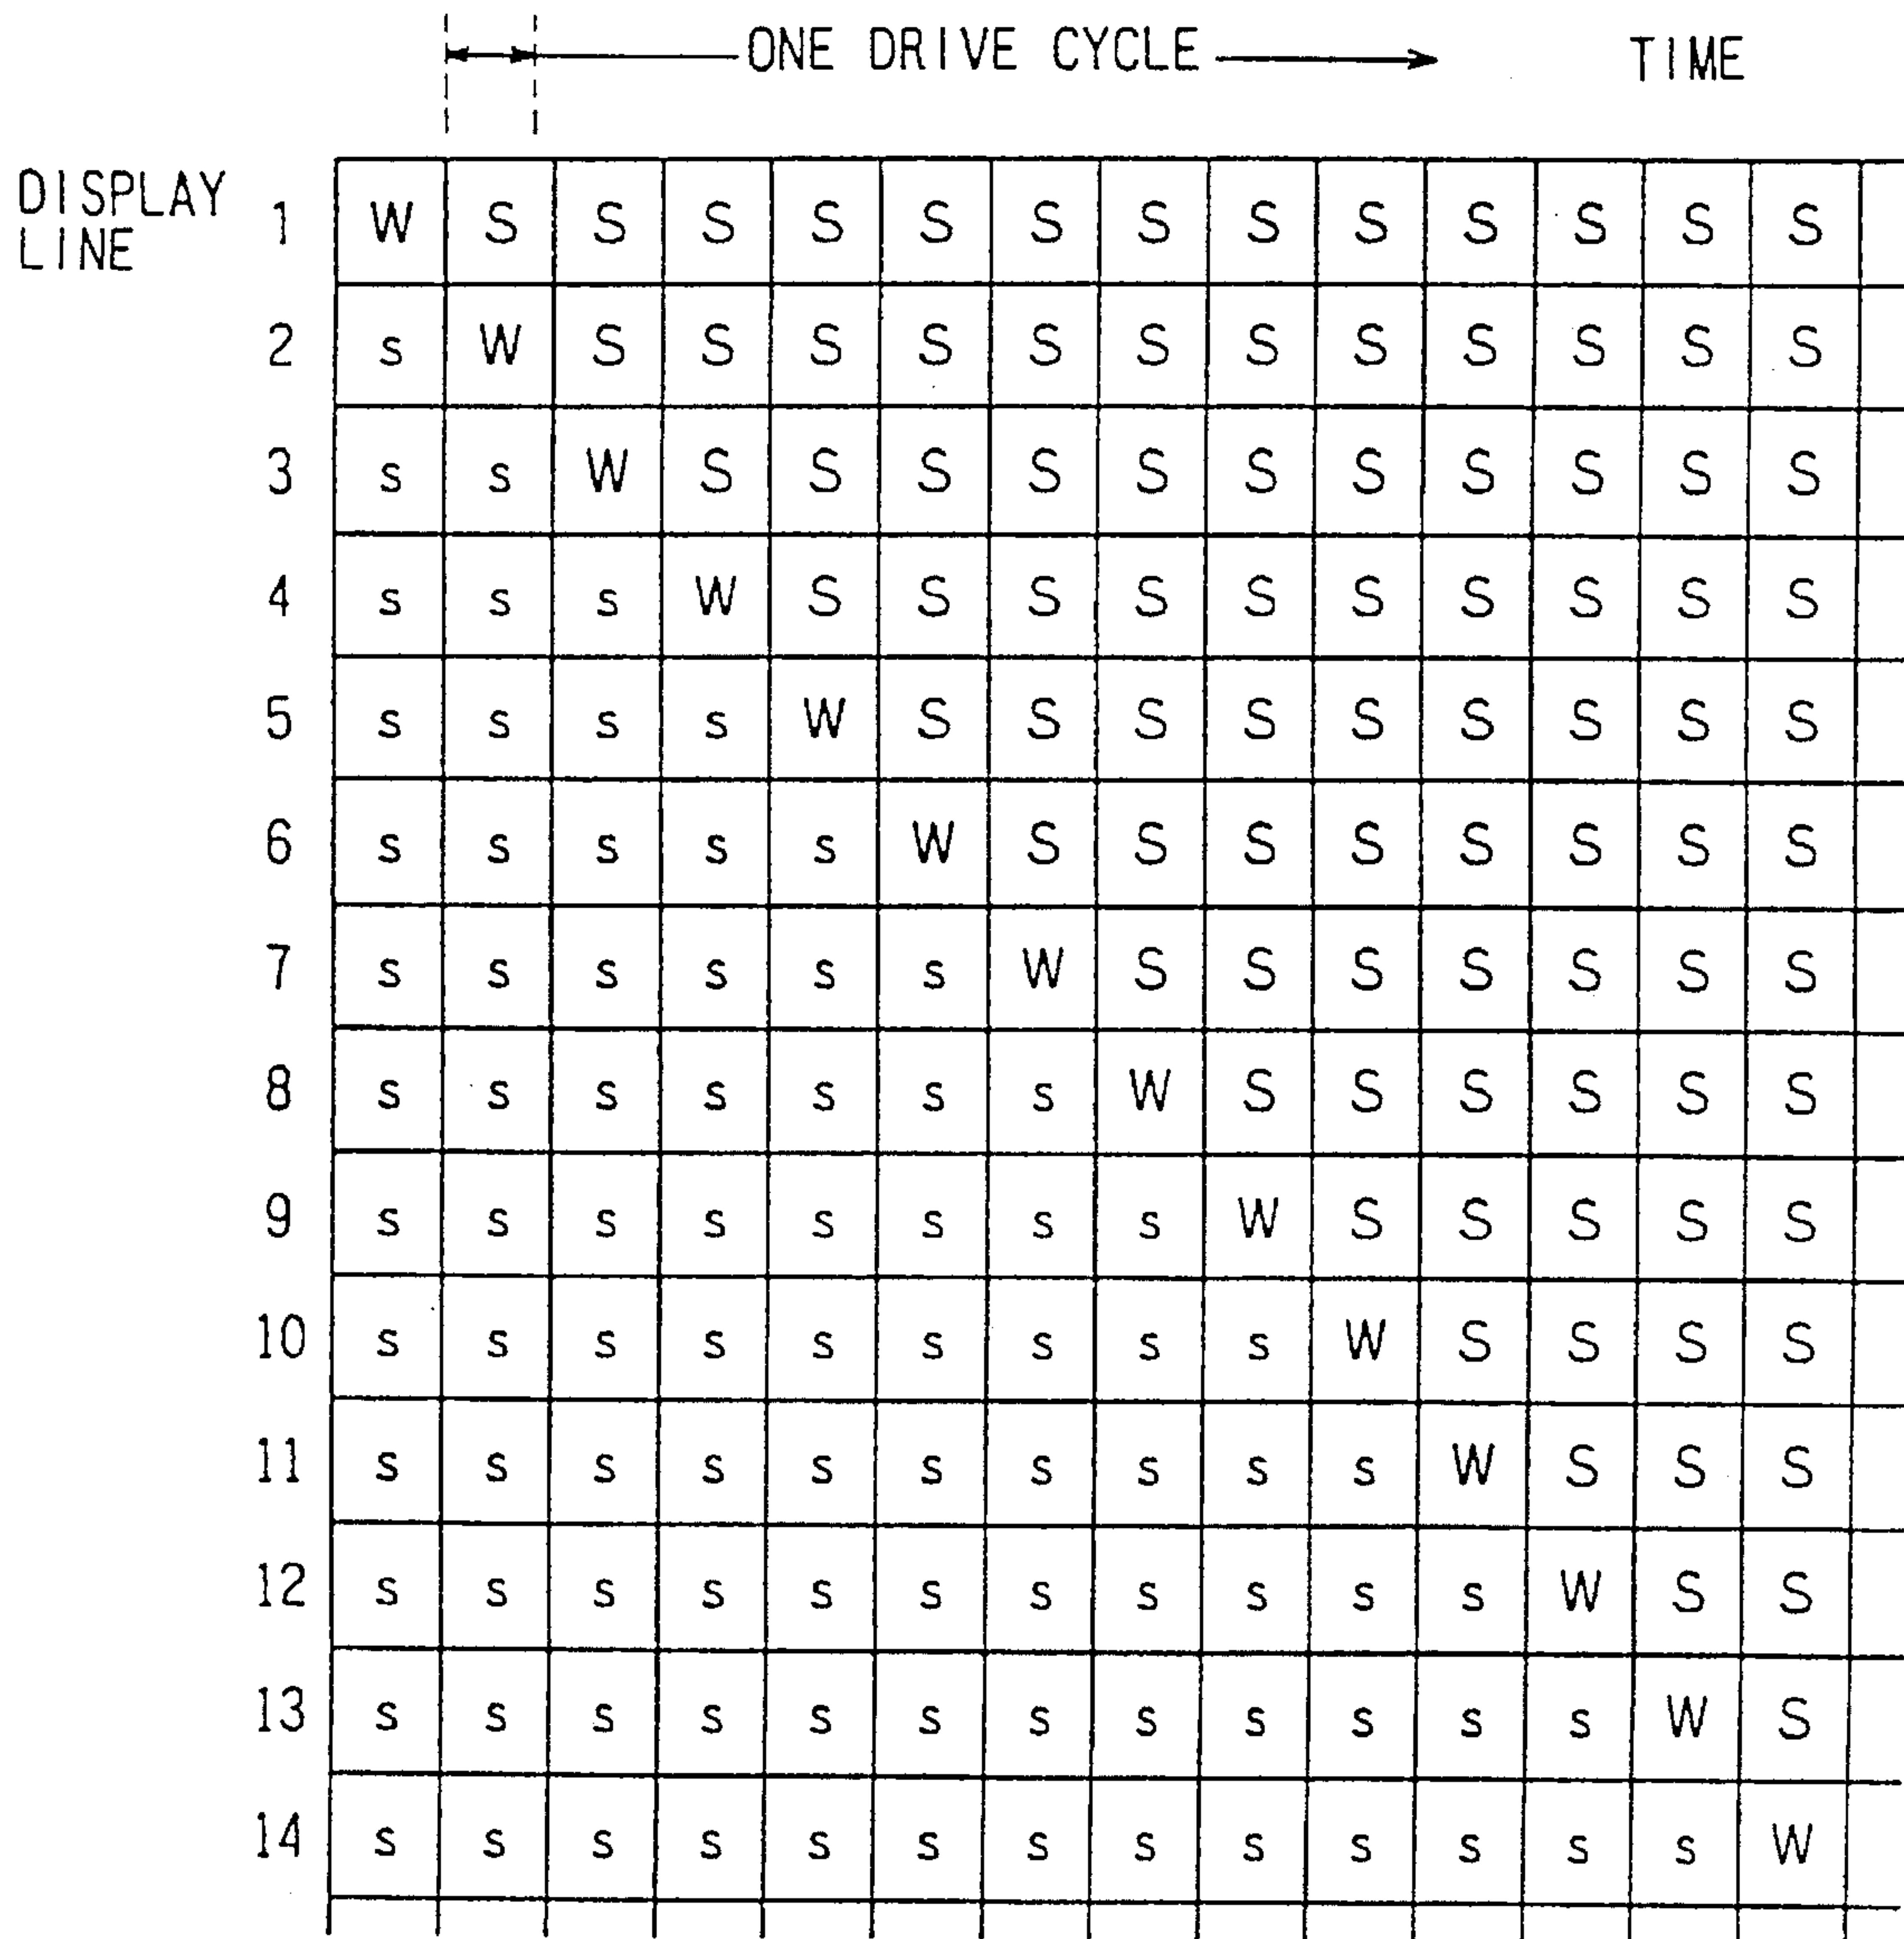 ONE DRIVE CYCLE TIME
DISPLAY
LINE
1 W S S S S S S S S S S S S S
2 s W S S S S S S S S S S S S
3 s s W S S S S S S S S S S S
4 s s s W S S S S S S S S S S
5 s s s s W S S S S S S S S S
6 s s s s s W S S S S S S S S
7 s s s s s s W S S S S S S S
8 s s s s s s s W S S S S S S
9 s s s s s s s s W S S S S S
10 s s s s s s s s s W S S S S
11 s s s s s s s s s s W S S S
12 s s s s s s s s s s s W S S
13 s s s s s s s s s s s s W S
14 s s s s s s s s s s s s s W